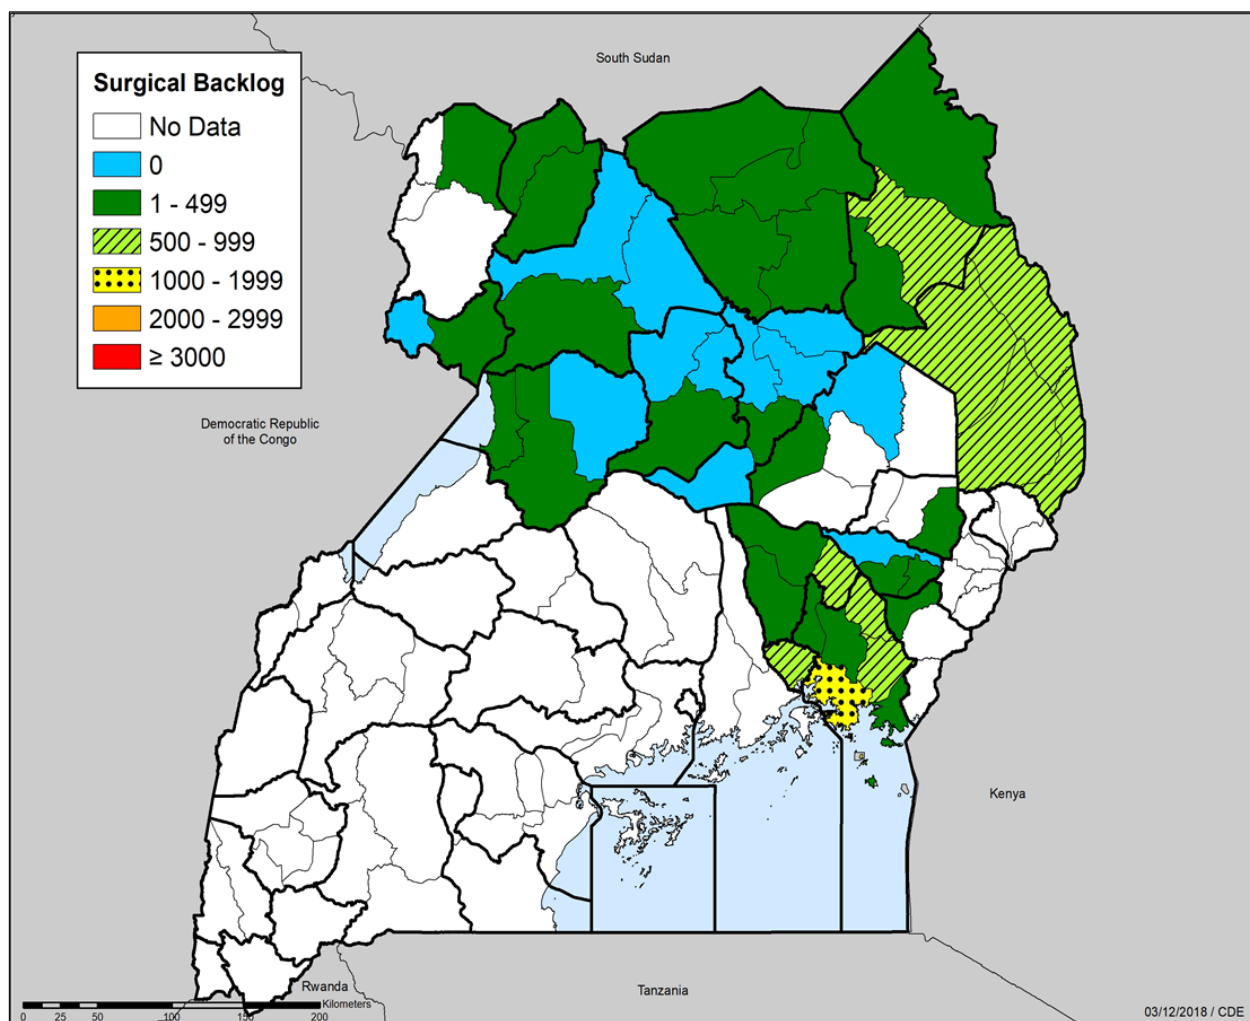 South Sudan
Surgical Backlog
No Data
0
1 - 499
500 - 999
1000 - 1999
2000 - 2999
≥ 3000
Democratic Republic
of the Congo
Kenya
Rwanda
Tanzania
Kilometers
0 25 50 100 150 200
03/12/2018 / CDE